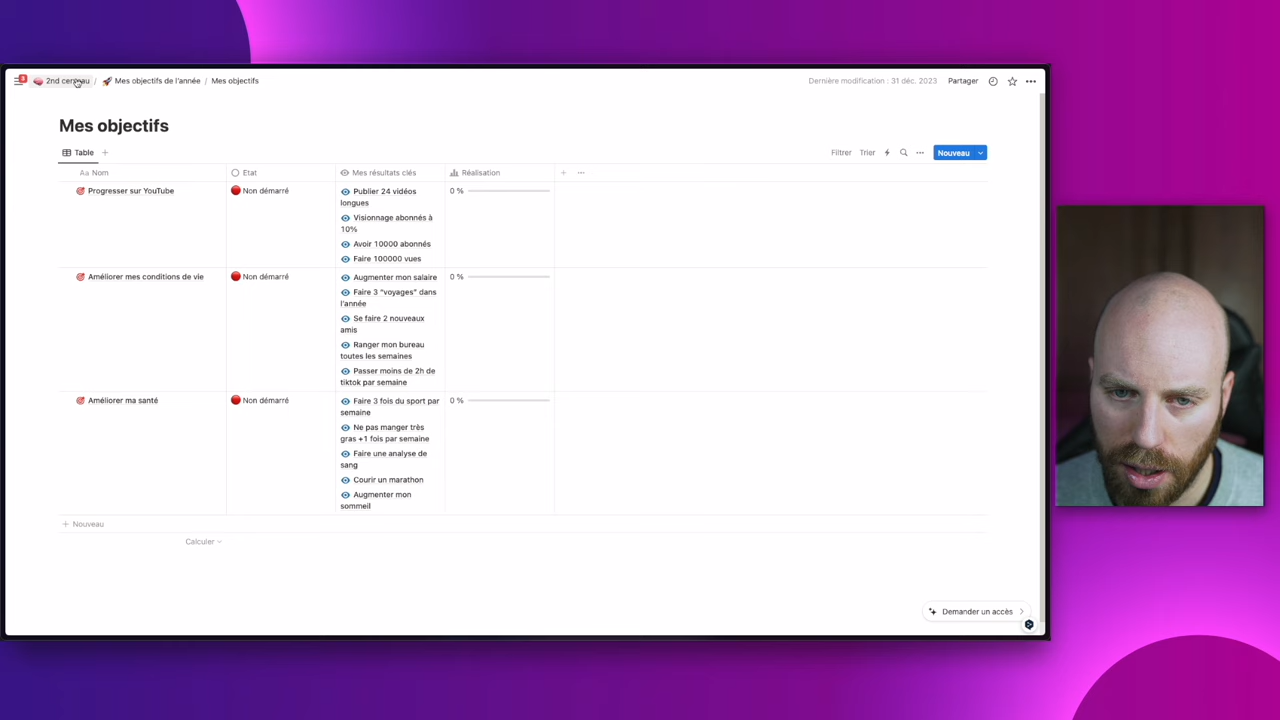 3
2nd cerveau / Mes objectifs de l'année / Mes objectifs
Dernière modification : 31 déc. 2023
Partager
Mes objectifs
Table
Filtrer
Trier
Nouveau
Aa Nom
Etat
Mes résultats clés
Réalisation
Progresser sur YouTube
Non démarré
Publier 24 vidéos
longues
Visionnage abonnés à
10%
Avoir 10000 abonnés
Faire 100000 vues
0 %
Améliorer mes conditions de vie
Non démarré
Augmenter mon salaire
Faire 3 “voyages” dans
l'année
Se faire 2 nouveaux
amis
Ranger mon bureau
toutes les semaines
Passer moins de 2h de
tiktok par semaine
0 %
Améliorer ma santé
Non démarré
Faire 3 fois du sport par
semaine
Ne pas manger très
gras +1 fois par semaine
Faire une analyse de
sang
Courir un marathon
Augmenter mon
sommeil
0 %
Nouveau
Calculer
Demander un accès